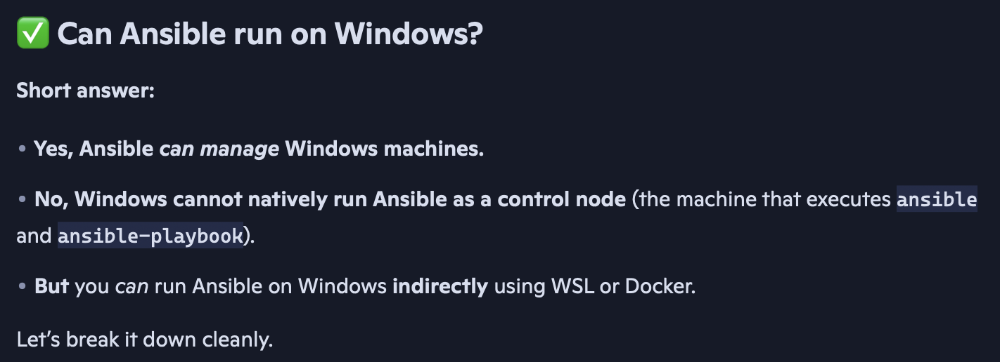 ✅ Can Ansible run on Windows?
Short answer:
• Yes, Ansible can manage Windows machines.
• No, Windows cannot natively run Ansible as a control node (the machine that executes ansible
and ansible-playbook).
• But you can run Ansible on Windows indirectly using WSL or Docker.
Let’s break it down cleanly.